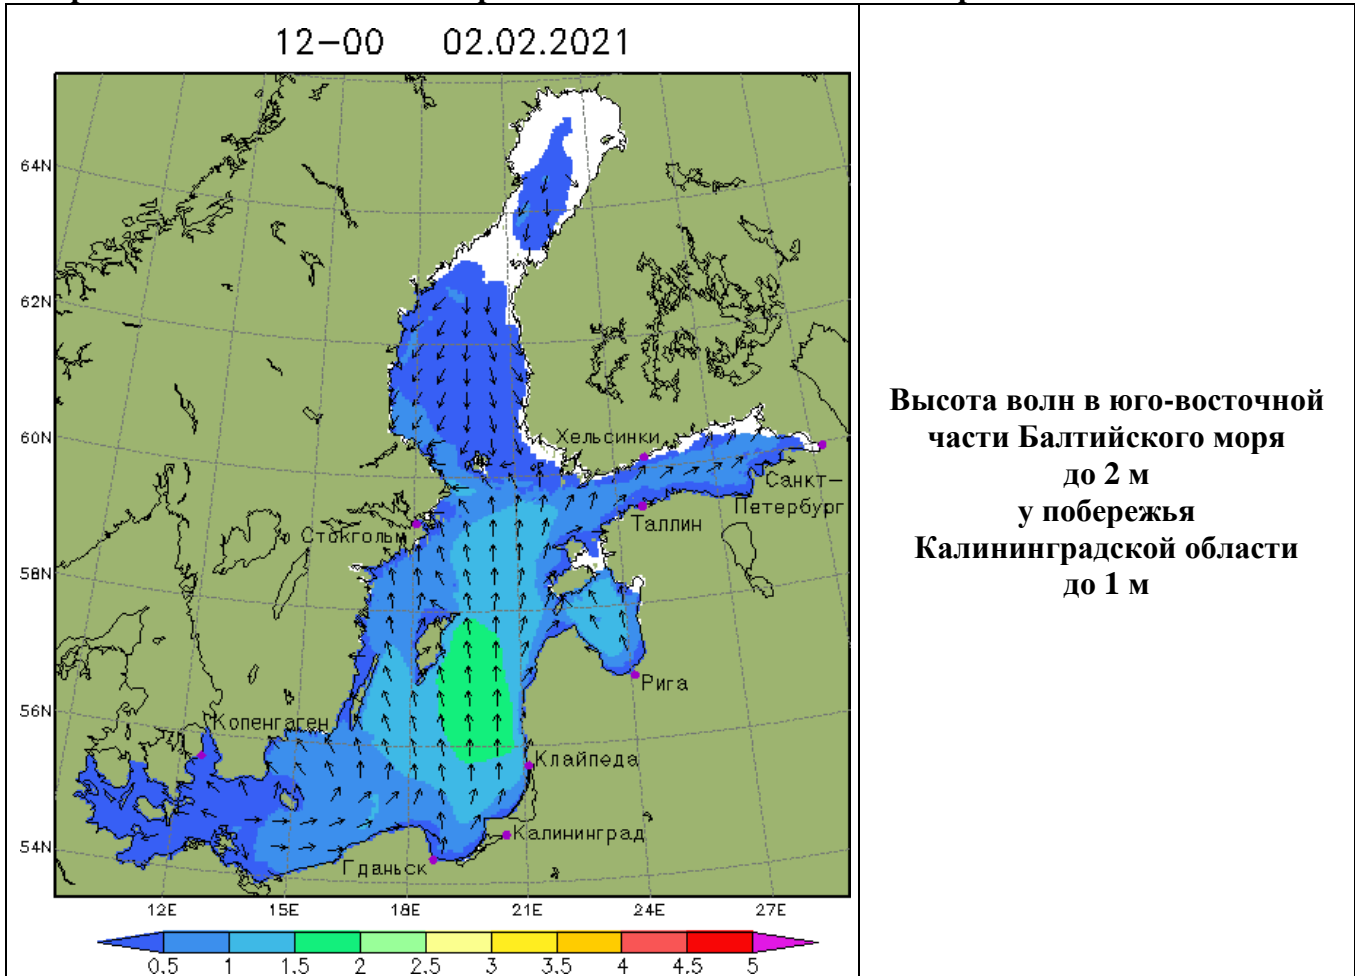 12-00 02.02.2021
64N
62N
60N
58N
56N
54N
Хельсинки
Санкт-
Петербург
Таллин
Стокгольм
Рига
Копенгаген
Клайпеда
Калининград
Гданьск
12E 15E 18E 21E 24E 27E
0.5 1 1.5 2 2.5 3 3.5 4 4.5 5
Высота волн в юго-восточной
части Балтийского моря
до 2 м
у побережья
Калининградской области
до 1 м